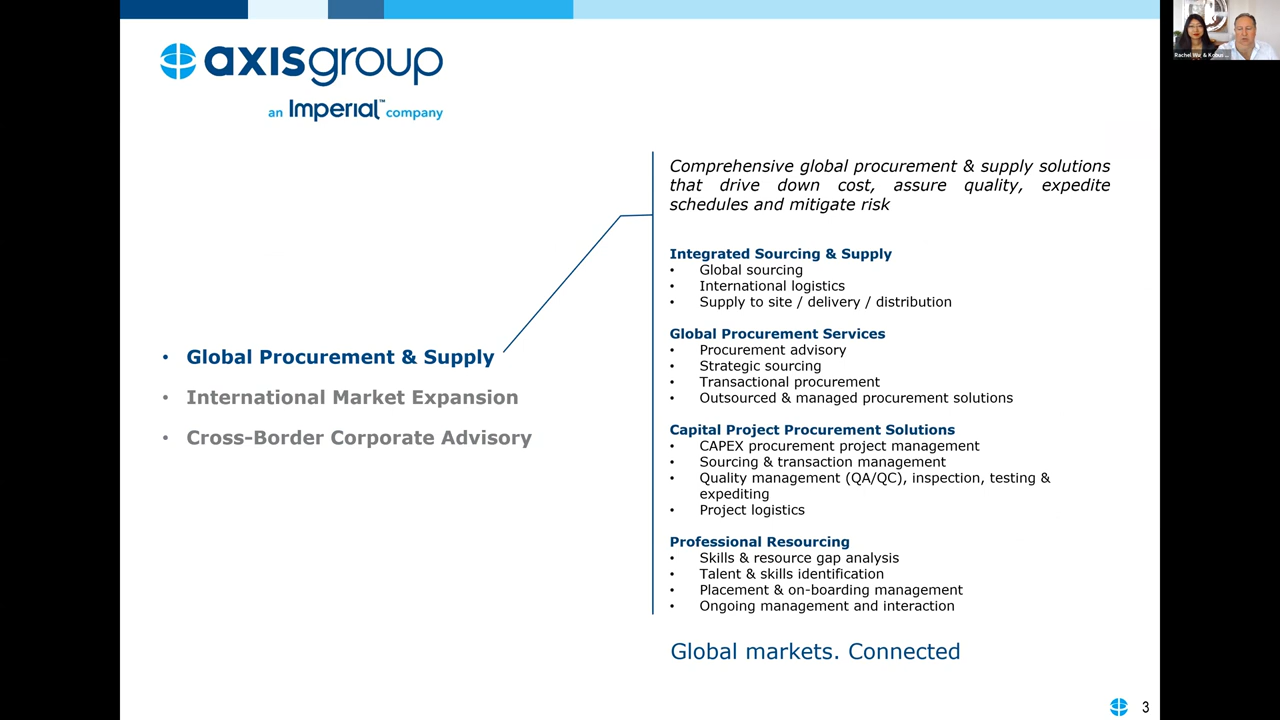 axisgroup
an Imperial™ company
Comprehensive global procurement & supply solutions
that drive down cost, assure quality, expedite
schedules and mitigate risk
Integrated Sourcing & Supply
• Global sourcing
• International logistics
• Supply to site / delivery / distribution
Global Procurement Services
• Procurement advisory
• Strategic sourcing
• Transactional procurement
• Outsourced & managed procurement solutions
Capital Project Procurement Solutions
• CAPEX procurement project management
• Sourcing & transaction management
• Quality management (QA/QC), inspection, testing &
expediting
• Project logistics
Professional Resourcing
• Skills & resource gap analysis
• Talent & skills identification
• Placement & on-boarding management
• Ongoing management and interaction
• Global Procurement & Supply
• International Market Expansion
• Cross-Border Corporate Advisory
Global markets. Connected
3
Rachel Wu & Kobus ...